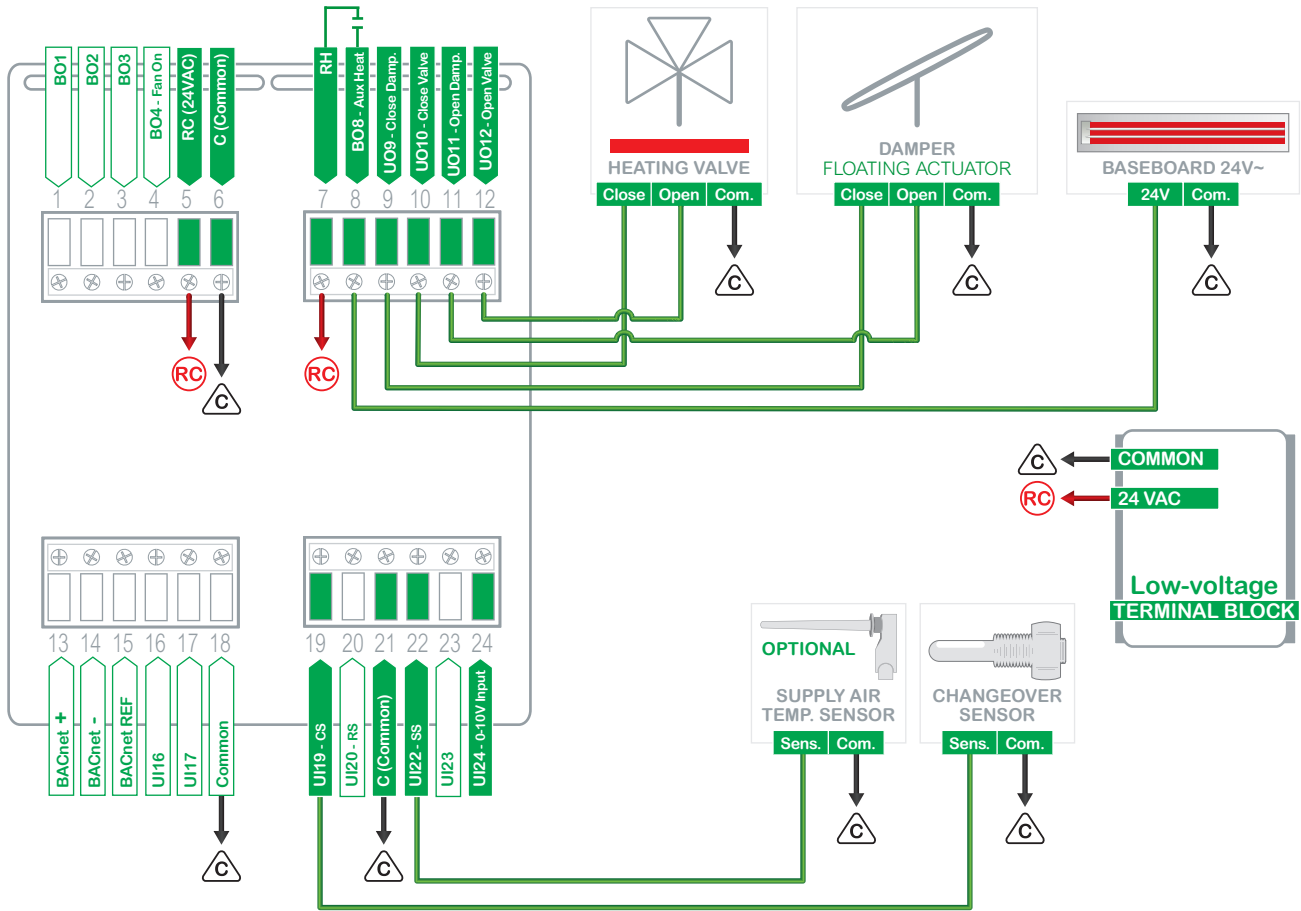 BO1
BO2
BO3
BO4 - Fan On
RC (24VAC)
C (Common)
RH
BO8 - Aux Heat
UO9 - Close Damp.
UO10 - Close Valve
UO11 - Open Damp.
UO12 - Open Valve
1
2
3
4
5
6
7
8
9
10
11
12
RC
C
RC
HEATING VALVE
Close
Open
Com.
C
DAMPER
FLOATING ACTUATOR
Close
Open
Com.
C
BASEBOARD 24V~
24V
Com.
C
C
COMMON
RC
24 VAC
Low-voltage
TERMINAL BLOCK
13
14
15
16
17
18
19
20
21
22
23
24
BACnet +
BACnet -
BACnet REF
UI16
UI17
Common
UI19 - CS
UI20 - RS
C (Common)
UI22 - SS
UI23
UI24 - 0-10V Input
C
C
OPTIONAL
SUPPLY AIR
TEMP. SENSOR
Sens.
Com.
C
CHANGEOVER
SENSOR
Sens.
Com.
C